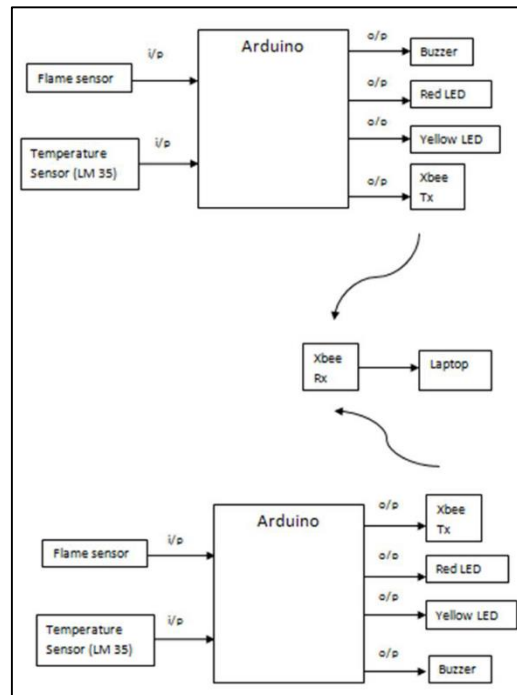 Arduino
i/p
Flame sensor
i/p
Temperature
Sensor (LM 35)
o/p
Buzzer
o/p
Red LED
o/p
Yellow LED
o/p
Xbee
Tx
Xbee
Rx
Laptop
Arduino
i/p
Flame sensor
i/p
Temperature
Sensor (LM 35)
o/p
Xbee
Tx
o/p
Red LED
o/p
Yellow LED
o/p
Buzzer